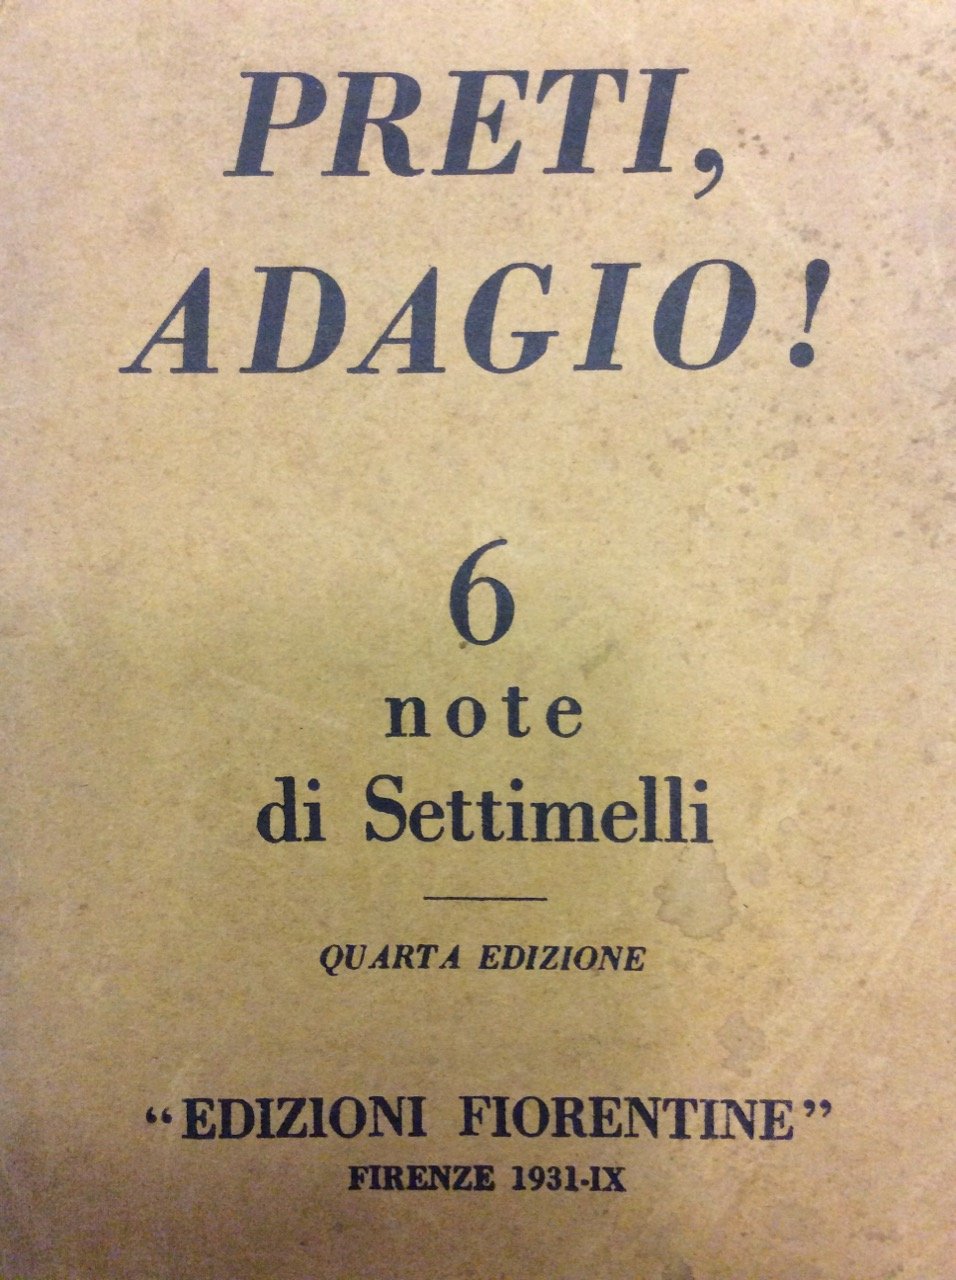 PRETI,
ADAGIO!
6
note
di Settimelli
QUARTA EDIZIONE
“EDIZIONI FIORENTINE”
FIRENZE 1931-IX